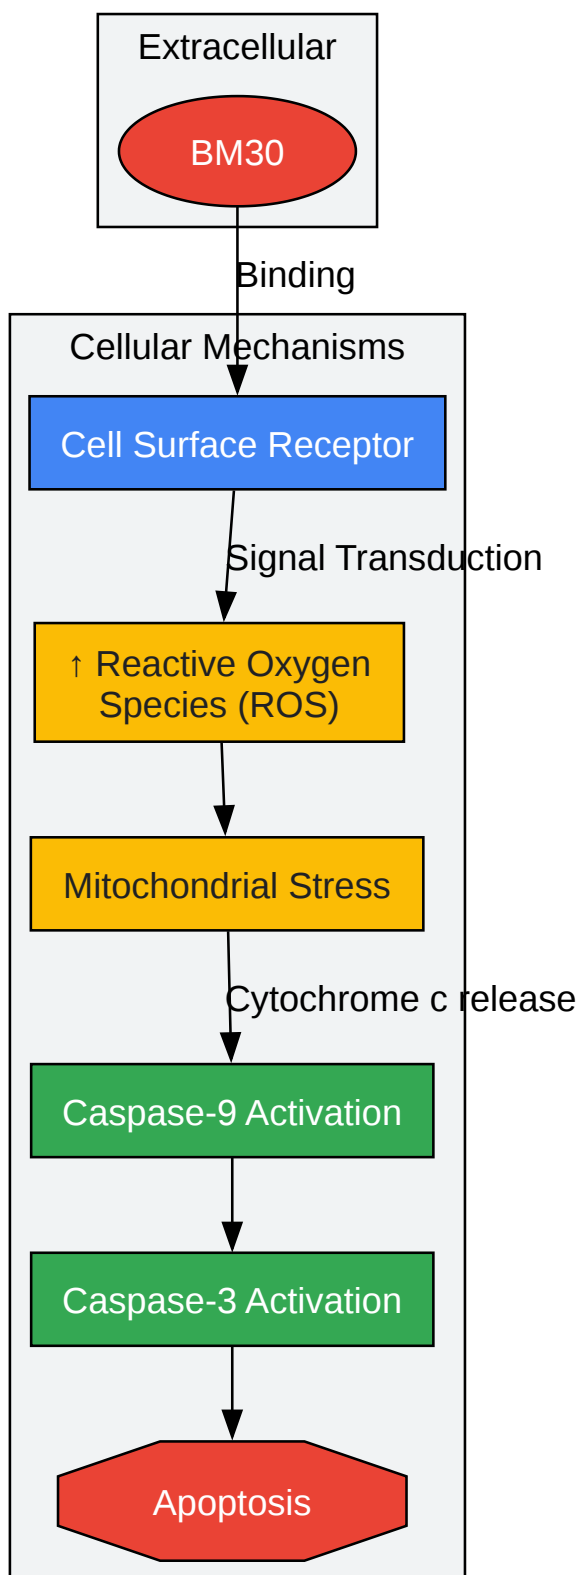 Extracellular
BM30
Binding
Cellular Mechanisms
Cell Surface Receptor
Signal Transduction
↑ Reactive Oxygen
Species (ROS)
Mitochondrial Stress
Cytochrome c release
Caspase-9 Activation
Caspase-3 Activation
Apoptosis